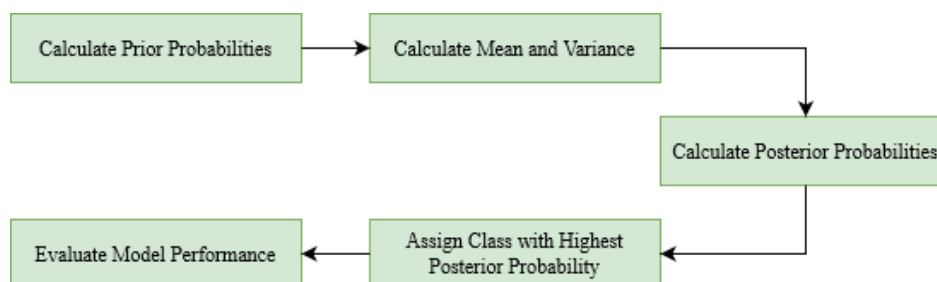 Calculate Prior Probabilities
Calculate Mean and Variance
Calculate Posterior Probabilities
Assign Class with Highest
Posterior Probability
Evaluate Model Performance